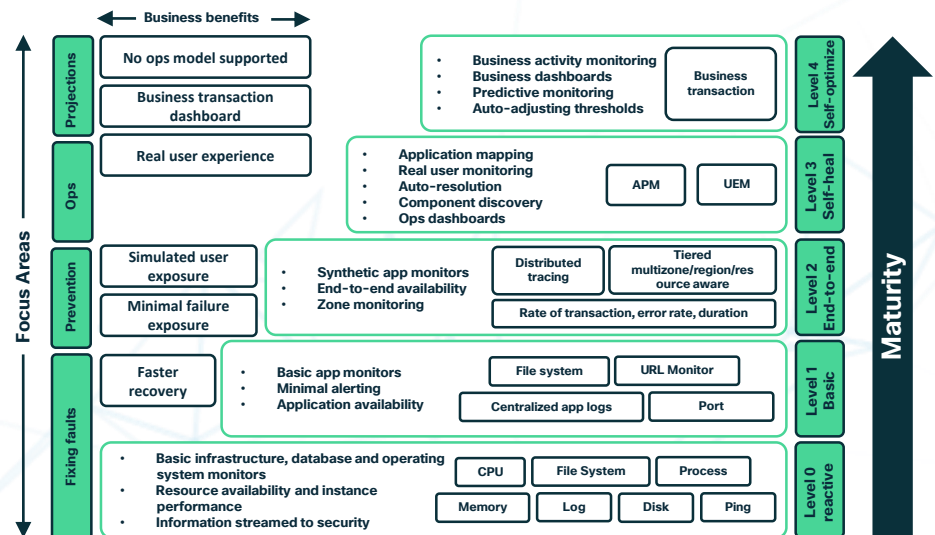 Business benefits
Focus Areas
Projections
No ops model supported
Business transaction
dashboard
• Business activity monitoring
• Business dashboards
• Predictive monitoring
• Auto-adjusting thresholds
Business
transaction
Level 4
Self-optimize
Ops
Real user experience
• Application mapping
• Real user monitoring
• Auto-resolution
• Component discovery
• Ops dashboards
APM
UEM
Level 3
Self-heal
Prevention
Simulated user
exposure
Minimal failure
exposure
• Synthetic app monitors
• End-to-end availability
• Zone monitoring
Distributed
tracing
Tiered
multizone/region/res
ource aware
Rate of transaction, error rate, duration
Level 2
End-to-end
Fixing faults
Faster
recovery
• Basic app monitors
• Minimal alerting
• Application availability
File system
URL Monitor
Centralized app logs
Port
Level 1
Basic
• Basic infrastructure, database and operating
system monitors
• Resource availability and instance
performance
• Information streamed to security
CPU
File System
Process
Memory
Log
Disk
Ping
Level 0
reactive
Maturity